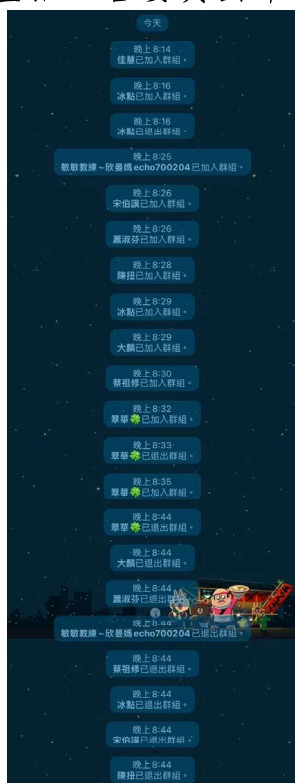 今天
晚上 8:14
佳慧已加入群組。
晚上 8:16
冰點已加入群組。
晚上 8:16
冰點已退出群組。
晚上 8:25
敏敏教練~欣曼媽echo700204已加入群組。
晚上 8:26
宋伯謨已加入群組。
晚上 8:26
蕭淑芬已加入群組。
晚上 8:28
陳扭已加入群組。
晚上 8:29
冰點已加入群組。
晚上 8:29
大麟已加入群組。
晚上 8:30
蔡祖修已加入群組。
晚上 8:32
翠華🍀已加入群組。
晚上 8:33
翠華🍀已退出群組。
晚上 8:35
翠華🍀已加入群組。
晚上 8:44
翠華🍀已退出群組。
晚上 8:44
大麟已退出群組。
晚上 8:44
蕭淑芬已退出群
晚上 8:44
敏敏教練~欣曼媽echo700204已退出群組。
晚上 8:44
蔡祖修已退出群組。
晚上 8:44
冰點已退出群組。
晚上 8:44
宋伯謨已退出群組。
晚上 8:44
陳扭已退出群組。